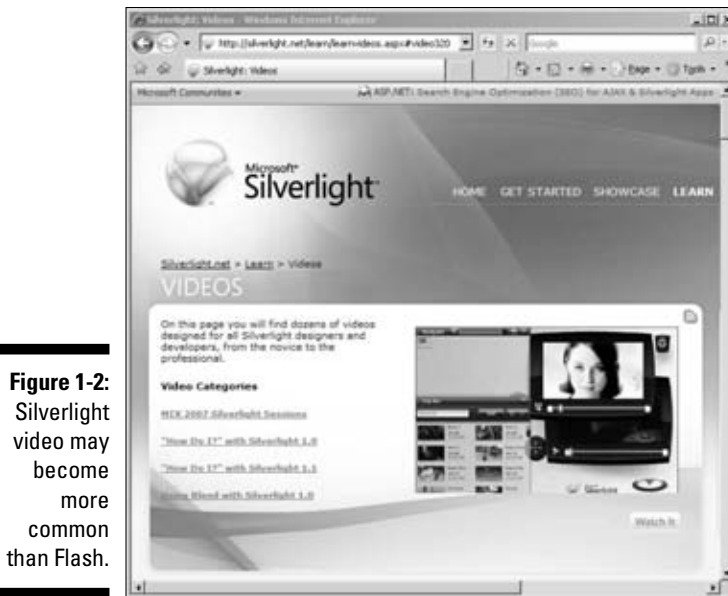 Silverlight: Videos - Windows Internet Explorer
http://silverlight.net/learn/learnvideos.aspx#video320
Google
Silverlight: Videos
Page
Tools
Microsoft Communities
ASP.NET: Search Engine Optimization (SEO) for AJAX & Silverlight Apps
Microsoft®
Silverlight™
HOME GET STARTED SHOWCASE LEARN
Silverlight.net > Learn > Videos
VIDEOS
On this page you will find dozens of videos
designed for all Silverlight designers and
developers, from the novice to the
professional.
Video Categories
MIX 2007 Silverlight Sessions
"How Do I?" with Silverlight 1.0
"How Do I?" with Silverlight 1.1
Using Blend with Silverlight 1.0
Watch it
Figure 1-2:
Silverlight
video may
become
more
common
than Flash.